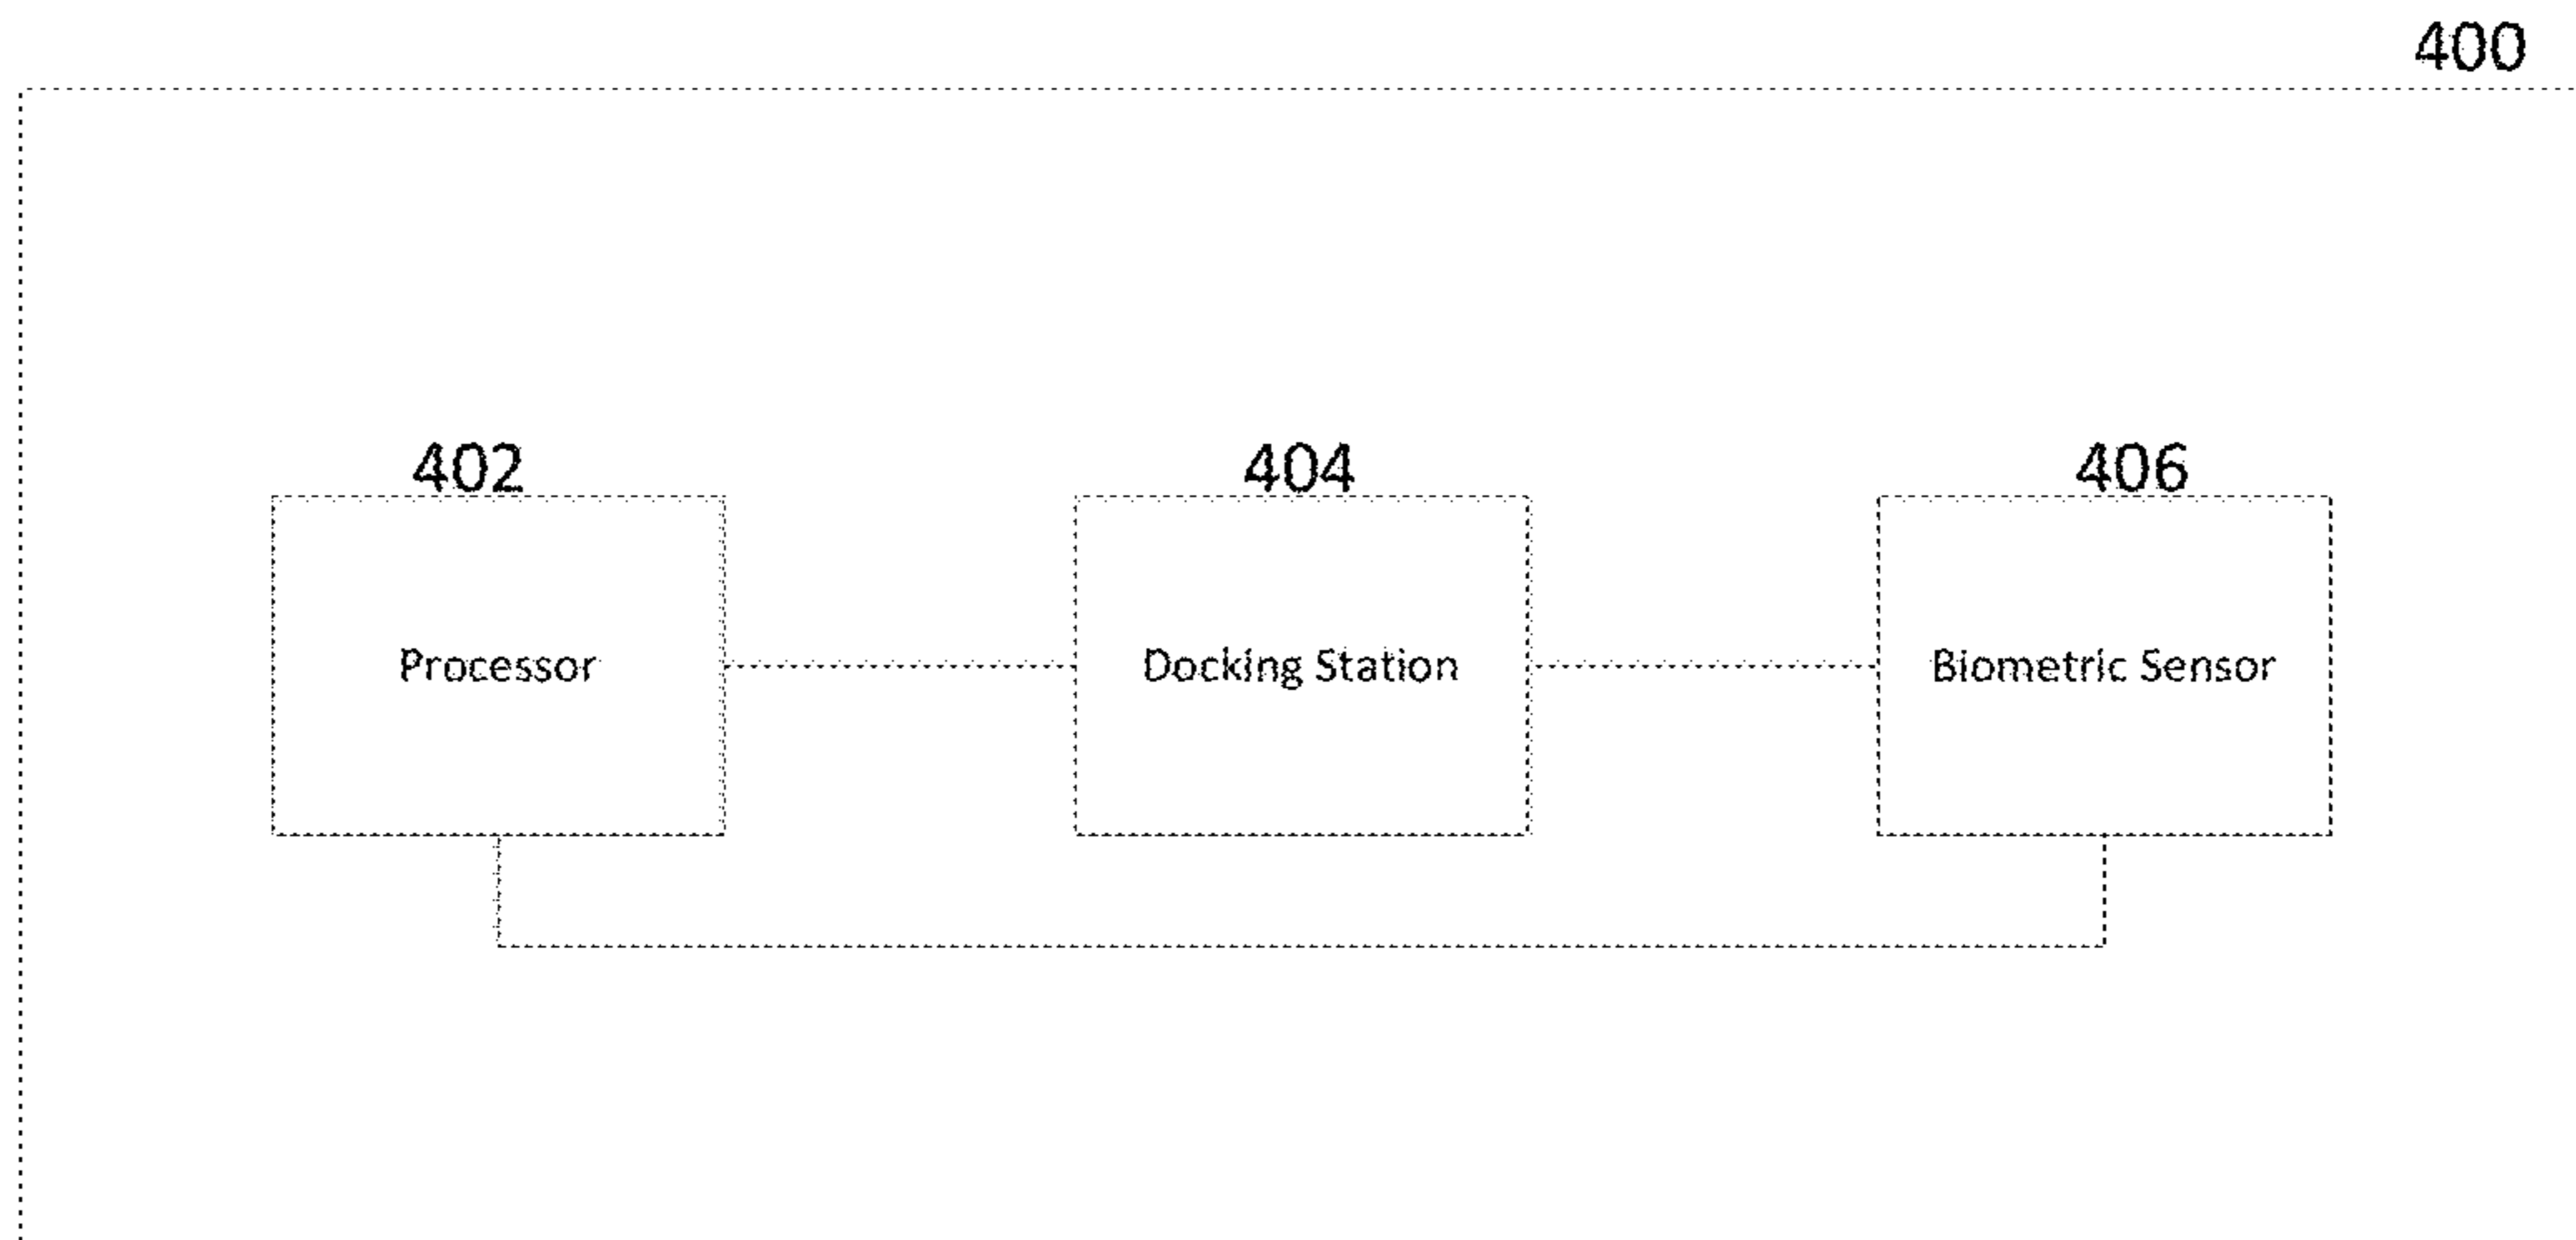 400
402
404
406
Processor
Docking Station
Biometric Sensor